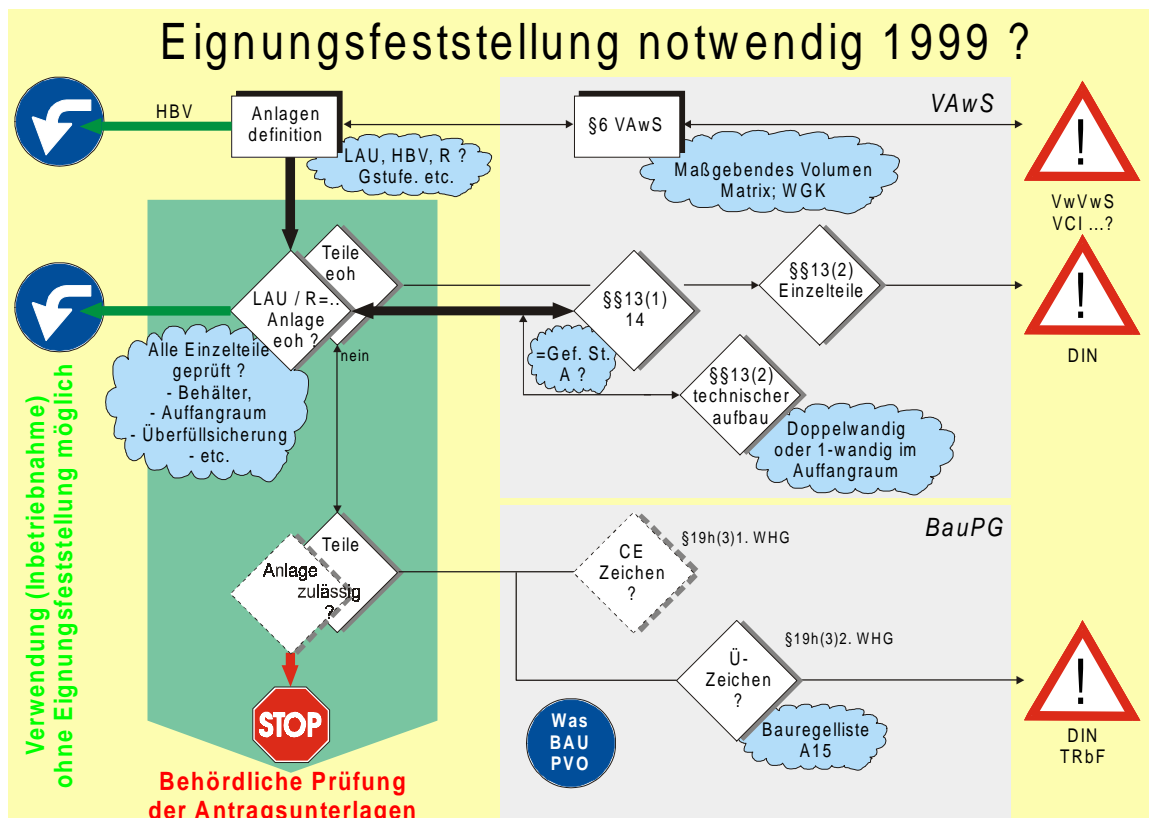 Eignungsfeststellung notwendig 1999 ?
HBV
Anlagen
definition
§6 VAwS
VAwS
LAU, HBV, R ?
Gstufe. etc.
Maßgebendes Volumen
Matrix; WGK
VwVwS
VCI ...?
Teile
eoh
LAU / R=..
Anlage
eoh ?
§§13(1)
14
§§13(2)
Einzelteile
DIN
nein
Alle Einzelteile
geprüft ?
- Behälter,
- Auffangraum
- Überfüllsicherung
- etc.
=Gef. St.
A ?
§§13(2)
technischer
aufbau
Doppelwandig
oder 1-wandig im
Auffangraum
Verwendung (Inbetriebnahme)
ohne Eignungsfeststellung möglich
BauPG
Teile
Anlage
zulässig
?
CE
Zeichen
?
§19h(3)1. WHG
Ü-
Zeichen
?
§19h(3)2. WHG
Bauregelliste
A15
Was
BAU
PVO
DIN
TRbF
STOP
Behördliche Prüfung
der Antragsunterlagen